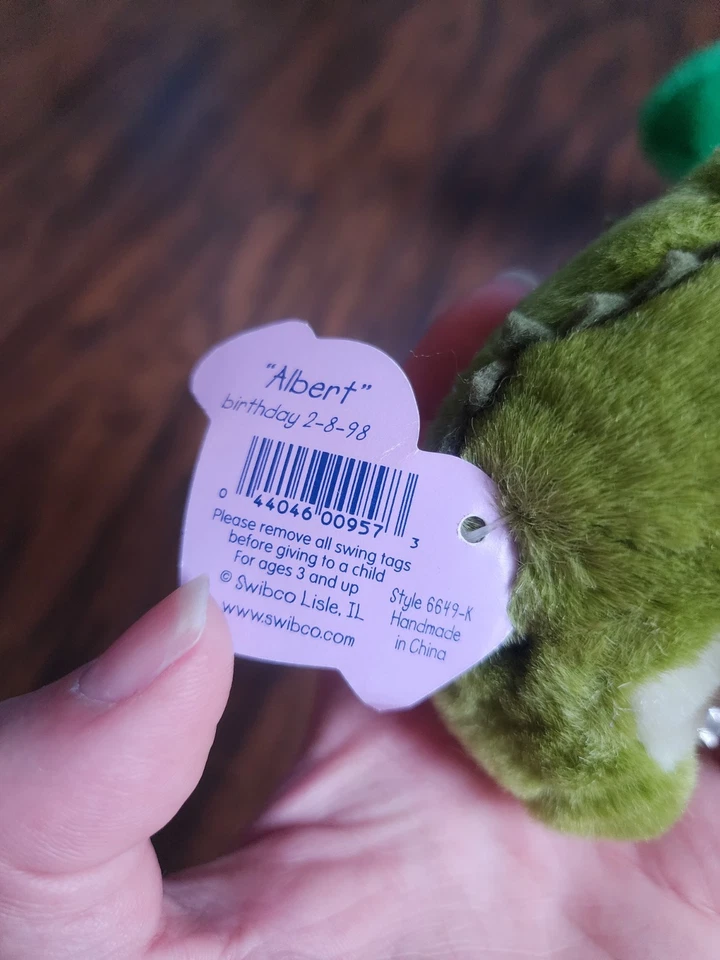 "Albert"
birthday 2-8-98
0 44046 00957 3
Please remove all swing tags
before giving to a child
For ages 3 and up
© Swibco Lisle, IL
www.swibco.com
Style 6649-K
Handmade
in China